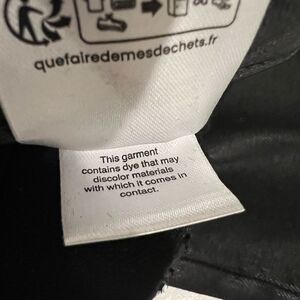 quefairedemesdechets.fr
This garment
contains dye that may
discolor materials
with which it comes in
contact.